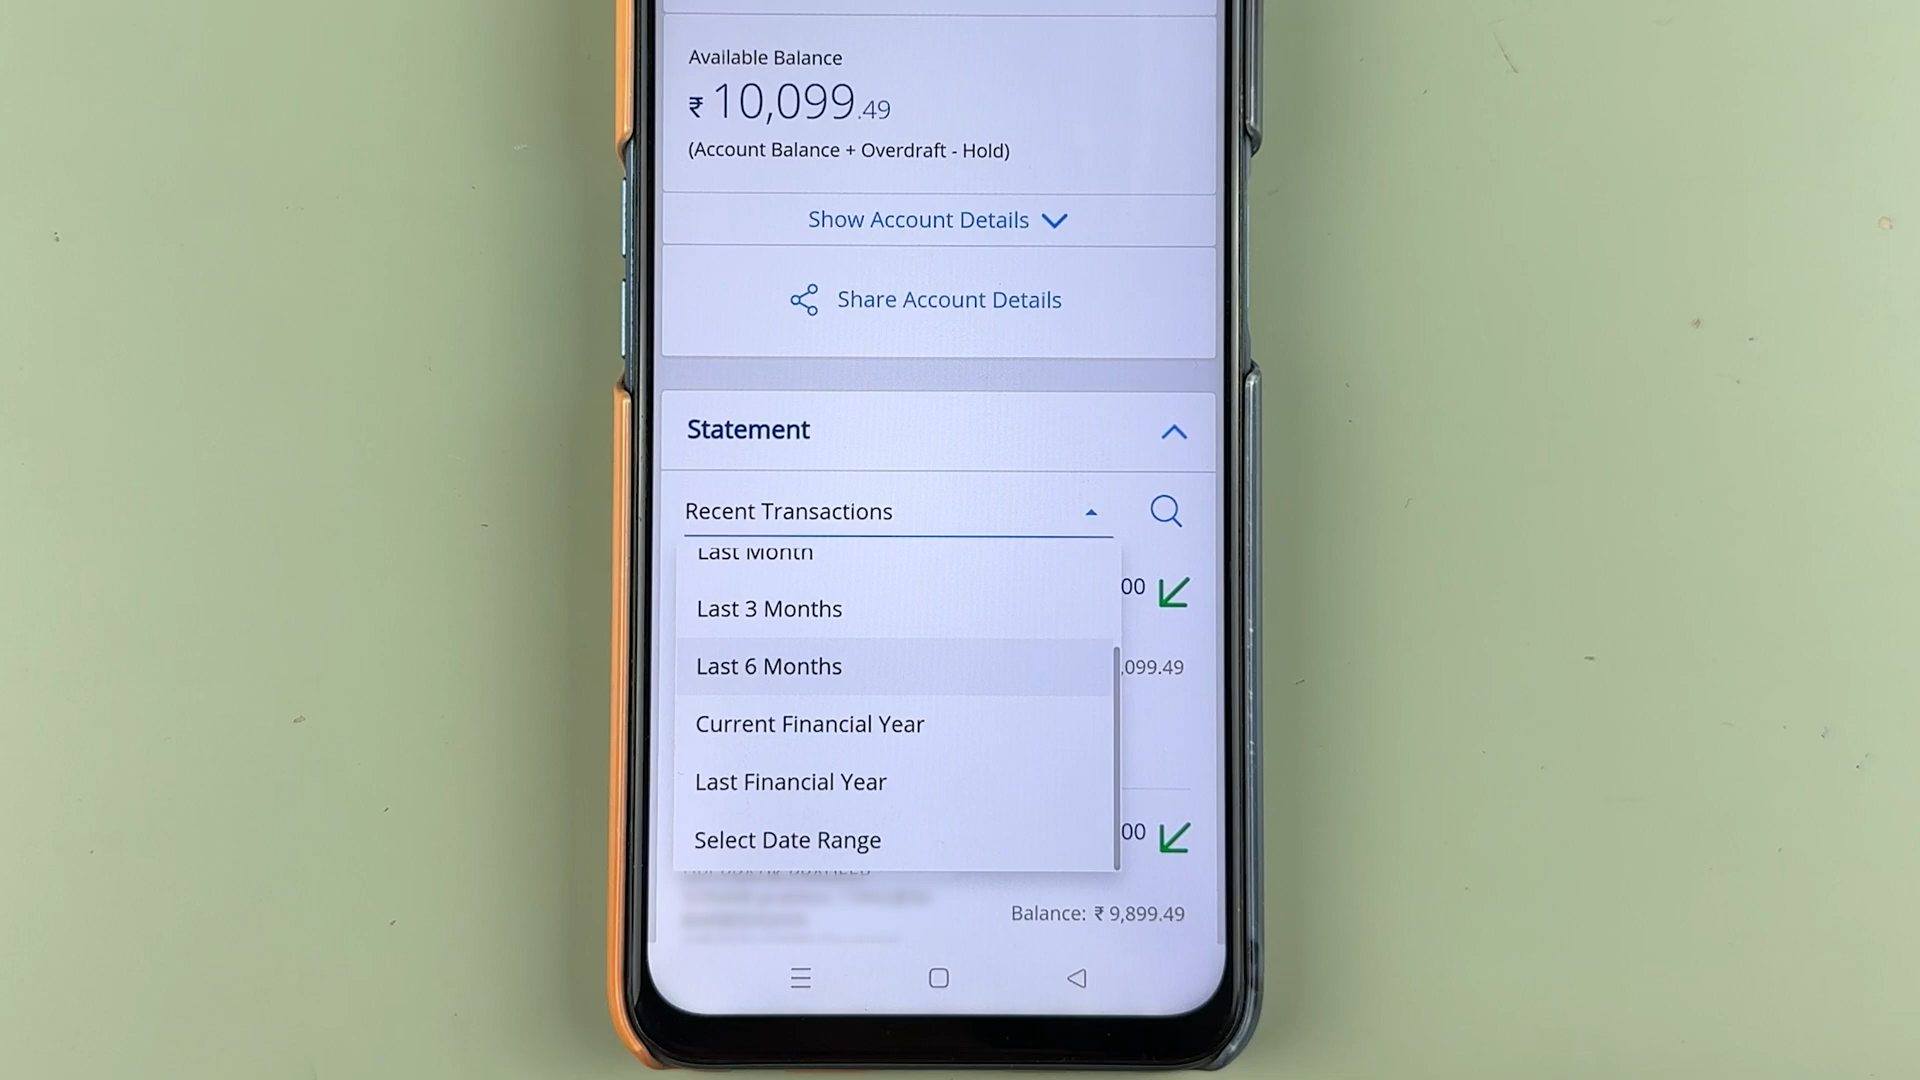 Available Balance
₹ 10,099.49
(Account Balance + Overdraft - Hold)
Show Account Details
Share Account Details
Statement
Recent Transactions
Last Month
00
Last 3 Months
Last 6 Months
,099.49
Current Financial Year
Last Financial Year
00
Select Date Range
Balance: ₹ 9,899.49